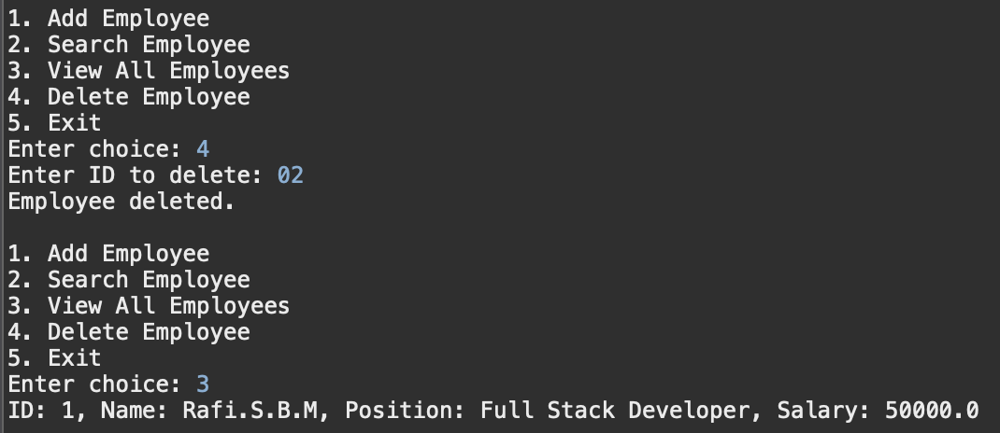 1. Add Employee
2. Search Employee
3. View All Employees
4. Delete Employee
5. Exit
Enter choice: 4
Enter ID to delete: 02
Employee deleted.
1. Add Employee
2. Search Employee
3. View All Employees
4. Delete Employee
5. Exit
Enter choice: 3
ID: 1, Name: Rafi.S.B.M, Position: Full Stack Developer, Salary: 50000.0